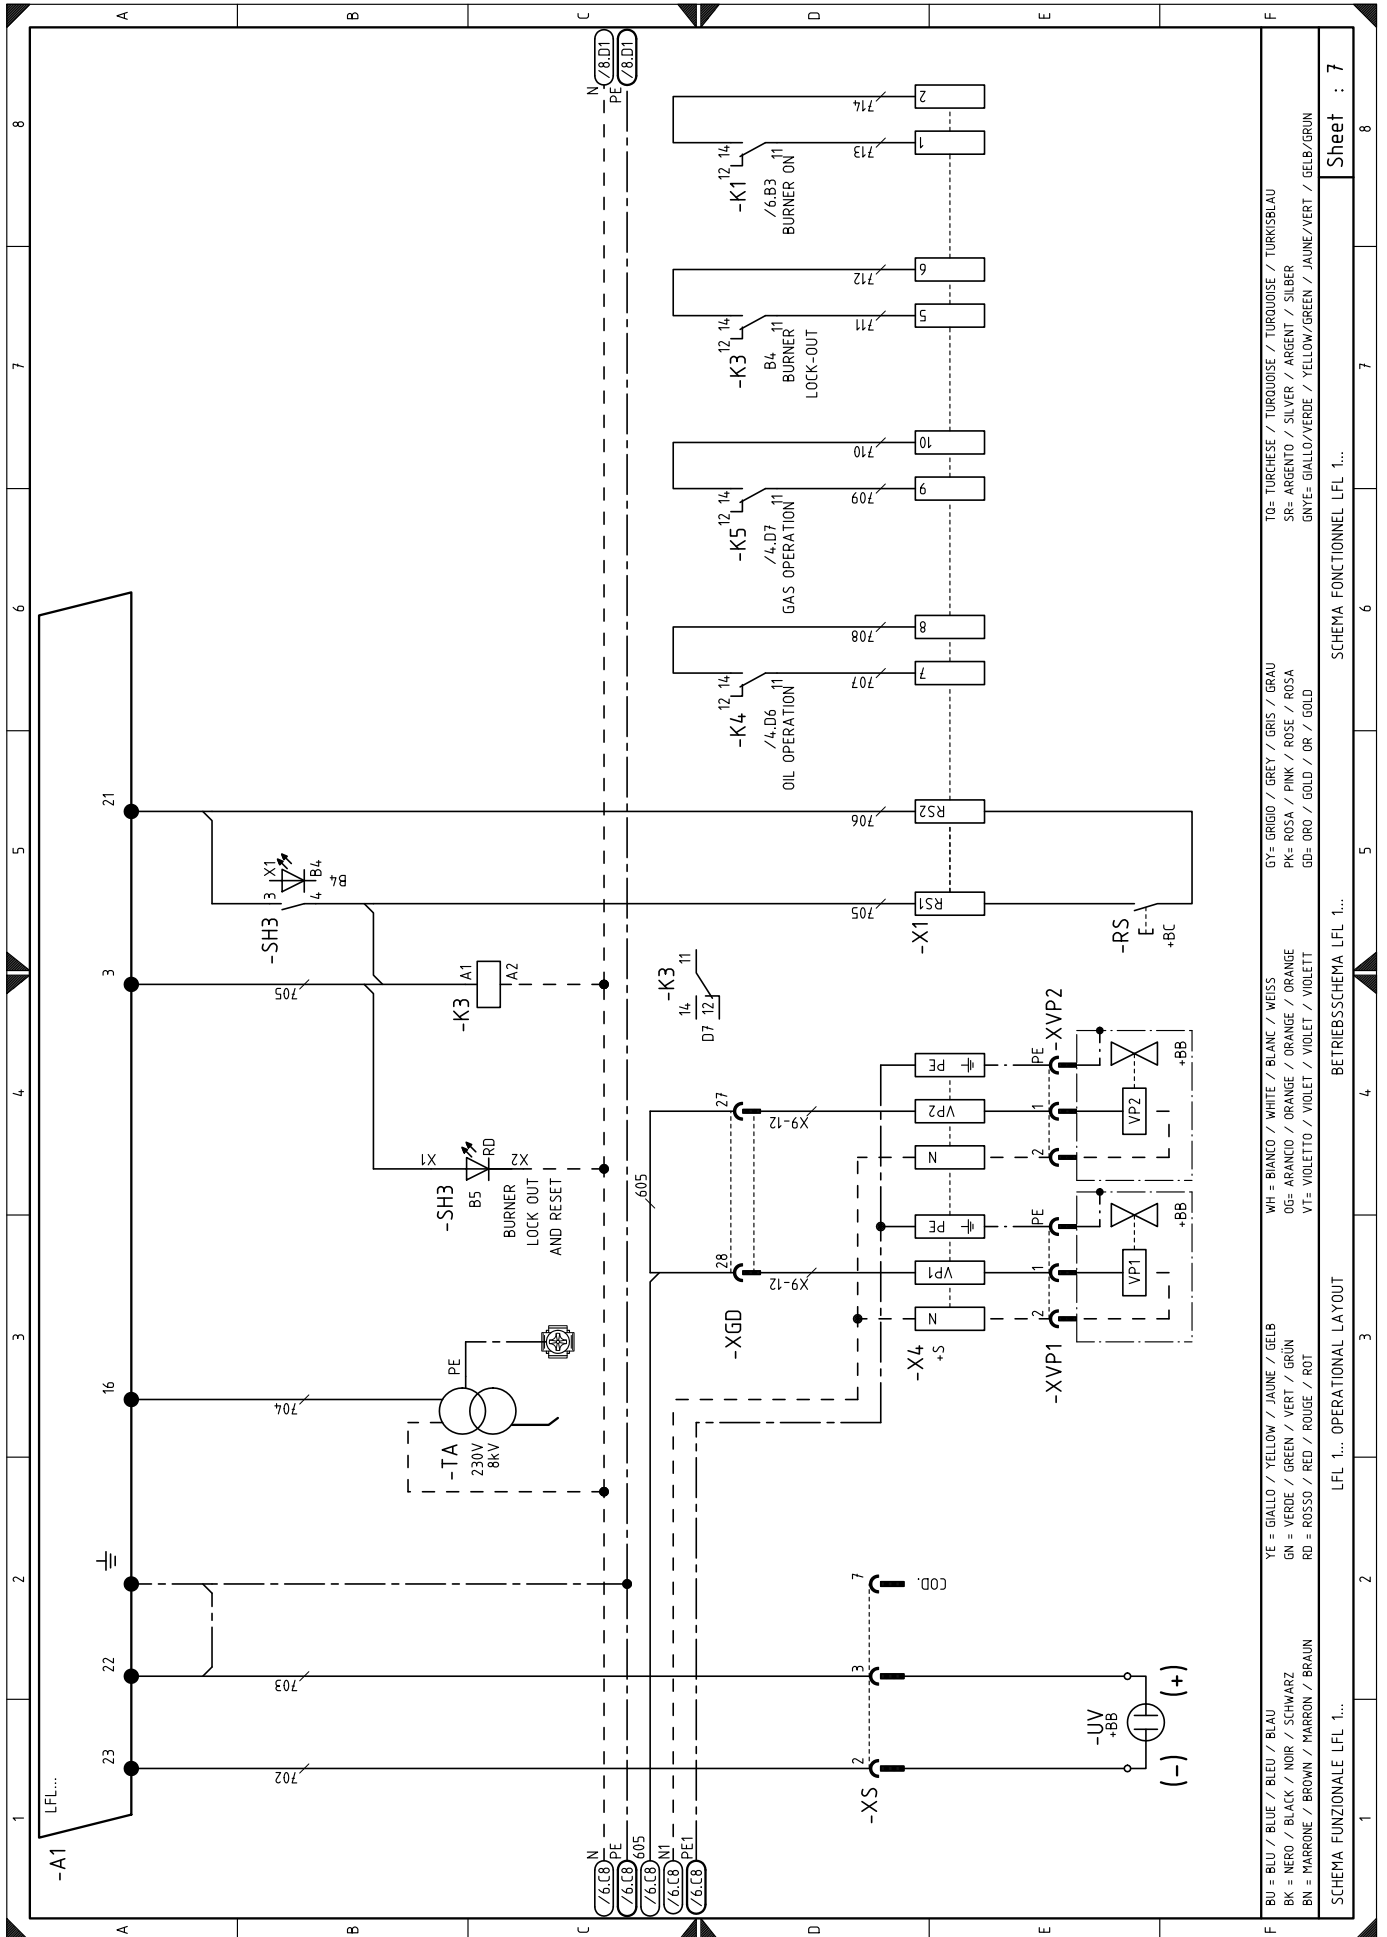 1 2 3 4 5 6 7 8
A
B
C
D
E
F
A
B
C
D
E
F
-A1
LFL...
23
22
16
3
21
702
703
704
705
-TA
230V
8kV
PE
-SH3
B5
X1
RD
X2
BURNER
LOCK OUT
AND RESET
-K3
A1
A2
-SH3
3
X1
4
B4
B4
N
/6.C8
PE
/6.C8
605
/6.C8
N1
/6.C8
PE1
/6.C8
N
/8.D1
PE
/8.D1
605
-XGD
28
27
X9-12
X9-12
-K3
14
11
D7
12
-K4
12
14
/4.D6
11
OIL OPERATION
-K5
12
14
/4.D7
11
GAS OPERATION
-K3
12
14
B4
11
BURNER
LOCK-OUT
-K1
12
14
/6.B3
11
BURNER ON
705
706
707
708
709
710
711
712
713
714
-XS
2
3
7
COD.
-X4
+S
N
VP1
PE
N
VP2
PE
-X1
RS1
RS2
7
8
9
10
5
6
1
2
-UV
+BB
(-)
(+)
-XVP1
2
1
PE
VP1
+BB
-XVP2
2
1
PE
VP2
+BB
-RS
+BC
BU = BLU / BLUE / BLEU / BLAU
BK = NERO / BLACK / NOIR / SCHWARZ
BN = MARRONE / BROWN / MARRON / BRAUN
YE = GIALLO / YELLOW / JAUNE / GELB
GN = VERDE / GREEN / VERT / GRÜN
RD = ROSSO / RED / ROUGE / ROT
WH = BIANCO / WHITE / BLANC / WEISS
OG= ARANCIO / ORANGE / ORANGE / ORANGE
VT= VIOLETTO / VIOLET / VIOLET / VIOLETT
GY= GRIGIO / GREY / GRIS / GRAU
PK= ROSA / PINK / ROSE / ROSA
GD= ORO / GOLD / OR / GOLD
TQ= TURCHESE / TURQUOISE / TURQUOISE / TURKISBLAU
SR= ARGENTO / SILVER / ARGENT / SILBER
GNYE= GIALLO/VERDE / YELLOW/GREEN / JAUNE/VERT / GELB/GRUN
SCHEMA FUNZIONALE LFL 1...
LFL 1... OPERATIONAL LAYOUT
BETRIEBSSCHEMA LFL 1...
SCHEMA FONCTIONNEL LFL 1...
Sheet : 7
1 2 3 4 5 6 7 8